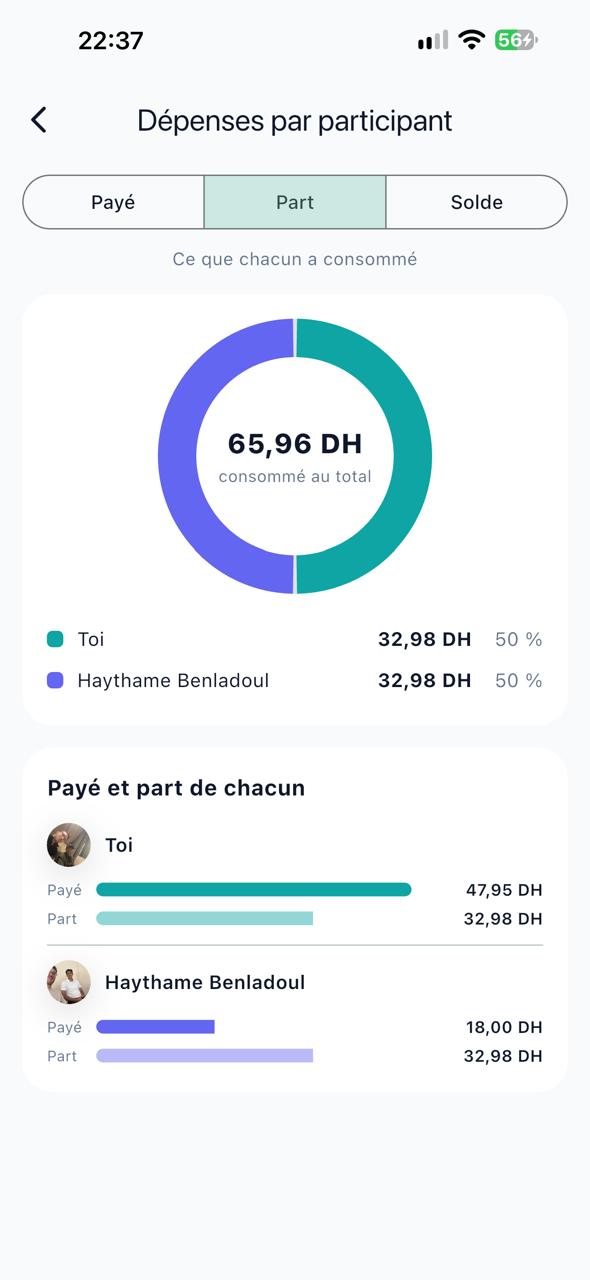 22:37
56
Dépenses par participant
Payé Part Solde
Ce que chacun a consommé
65,96 DH
consommé au total
Toi 32,98 DH 50 %
Haythame Benladoul 32,98 DH 50 %
Payé et part de chacun
Toi
Payé 47,95 DH
Part 32,98 DH
Haythame Benladoul
Payé 18,00 DH
Part 32,98 DH